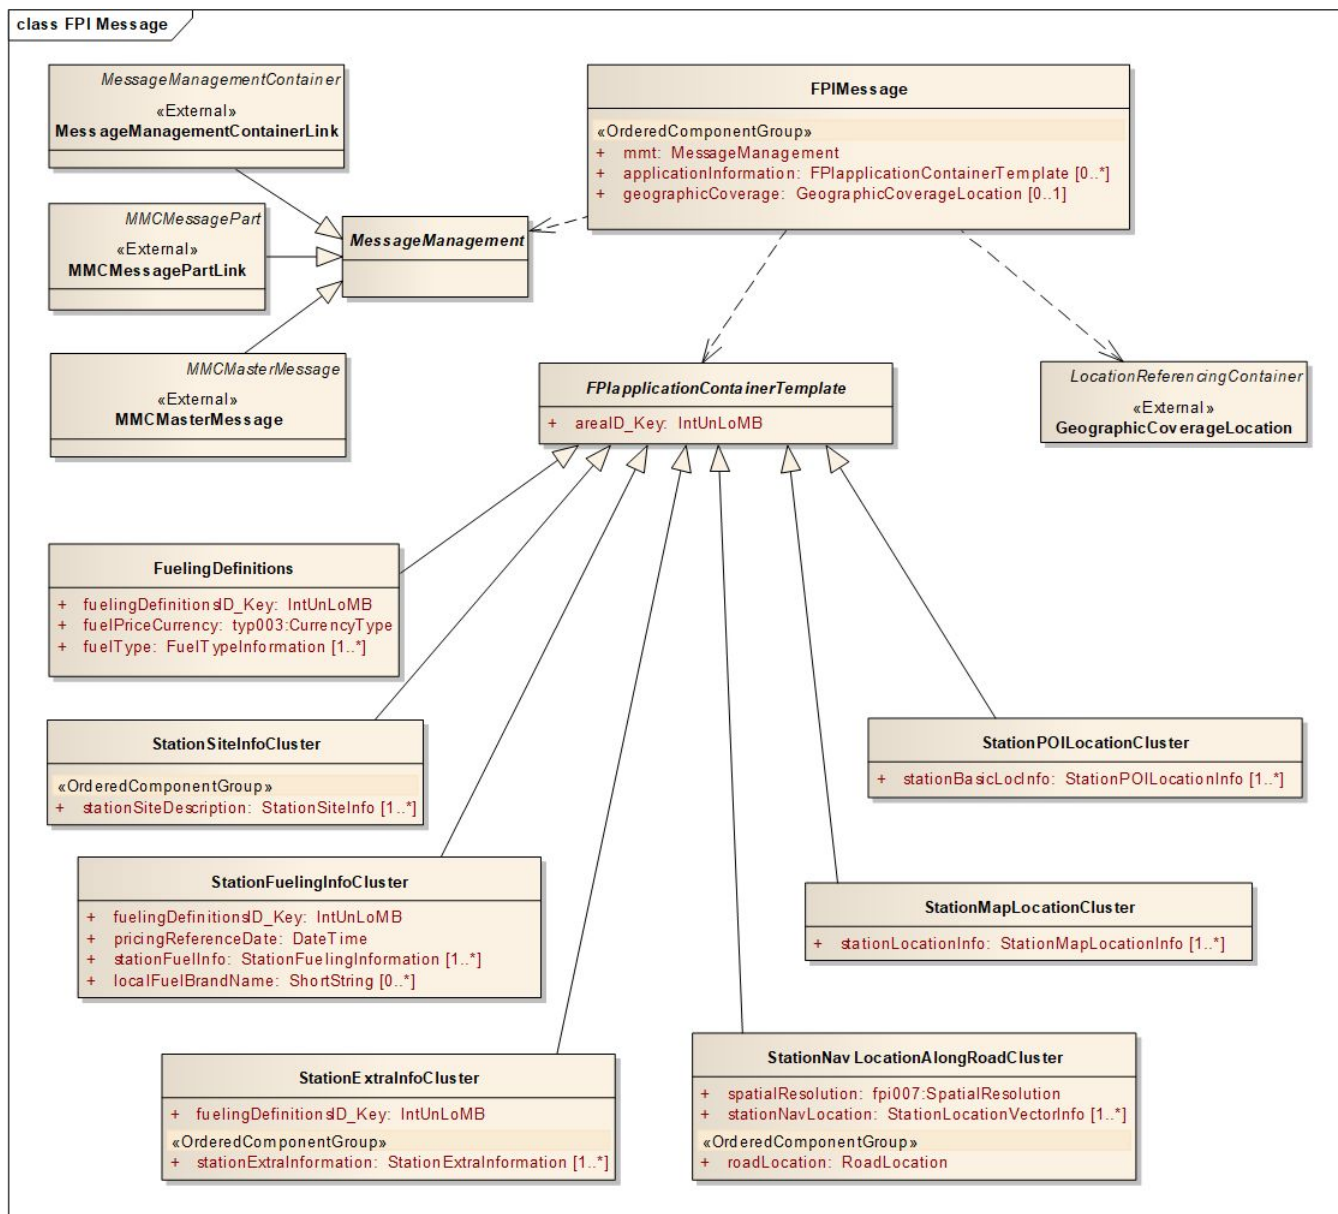 class FPI Message
MessageManagementContainer
«External»
MessageManagementContainerLink
FPIMessage
«OrderedComponentGroup»
+ mmt: MessageManagement
+ applicationInformation: FPIapplicationContainerTemplate [0..*]
+ geographicCoverage: GeographicCoverageLocation [0..1]
MMCMessagePart
«External»
MMCMessagePartLink
MessageManagement
MMCMasterMessage
«External»
MMCMasterMessage
FPIapplicationContainerTemplate
+ areaID_Key: IntUnLoMB
LocationReferencingContainer
«External»
GeographicCoverageLocation
FuelingDefinitions
+ fuelingDefinitionsID_Key: IntUnLoMB
+ fuelPriceCurrency: typ003:CurrencyType
+ fuelType: FuelTypeInformation [1..*]
StationSiteInfoCluster
«OrderedComponentGroup»
+ stationSiteDescription: StationSiteInfo [1..*]
StationPOILocationCluster
+ stationBasicLocInfo: StationPOILocationInfo [1..*]
StationFuelingInfoCluster
+ fuelingDefinitionsID_Key: IntUnLoMB
+ pricingReferenceDate: DateTime
+ stationFuelInfo: StationFuelingInformation [1..*]
+ localFuelBrandName: ShortString [0..*]
StationMapLocationCluster
+ stationLocationInfo: StationMapLocationInfo [1..*]
StationExtraInfoCluster
+ fuelingDefinitionsID_Key: IntUnLoMB
«OrderedComponentGroup»
+ stationExtraInformation: StationExtraInformation [1..*]
StationNavLocationAlongRoadCluster
+ spatialResolution: fpi007:SpatialResolution
+ stationNavLocation: StationLocationVectorInfo [1..*]
«OrderedComponentGroup»
+ roadLocation: RoadLocation